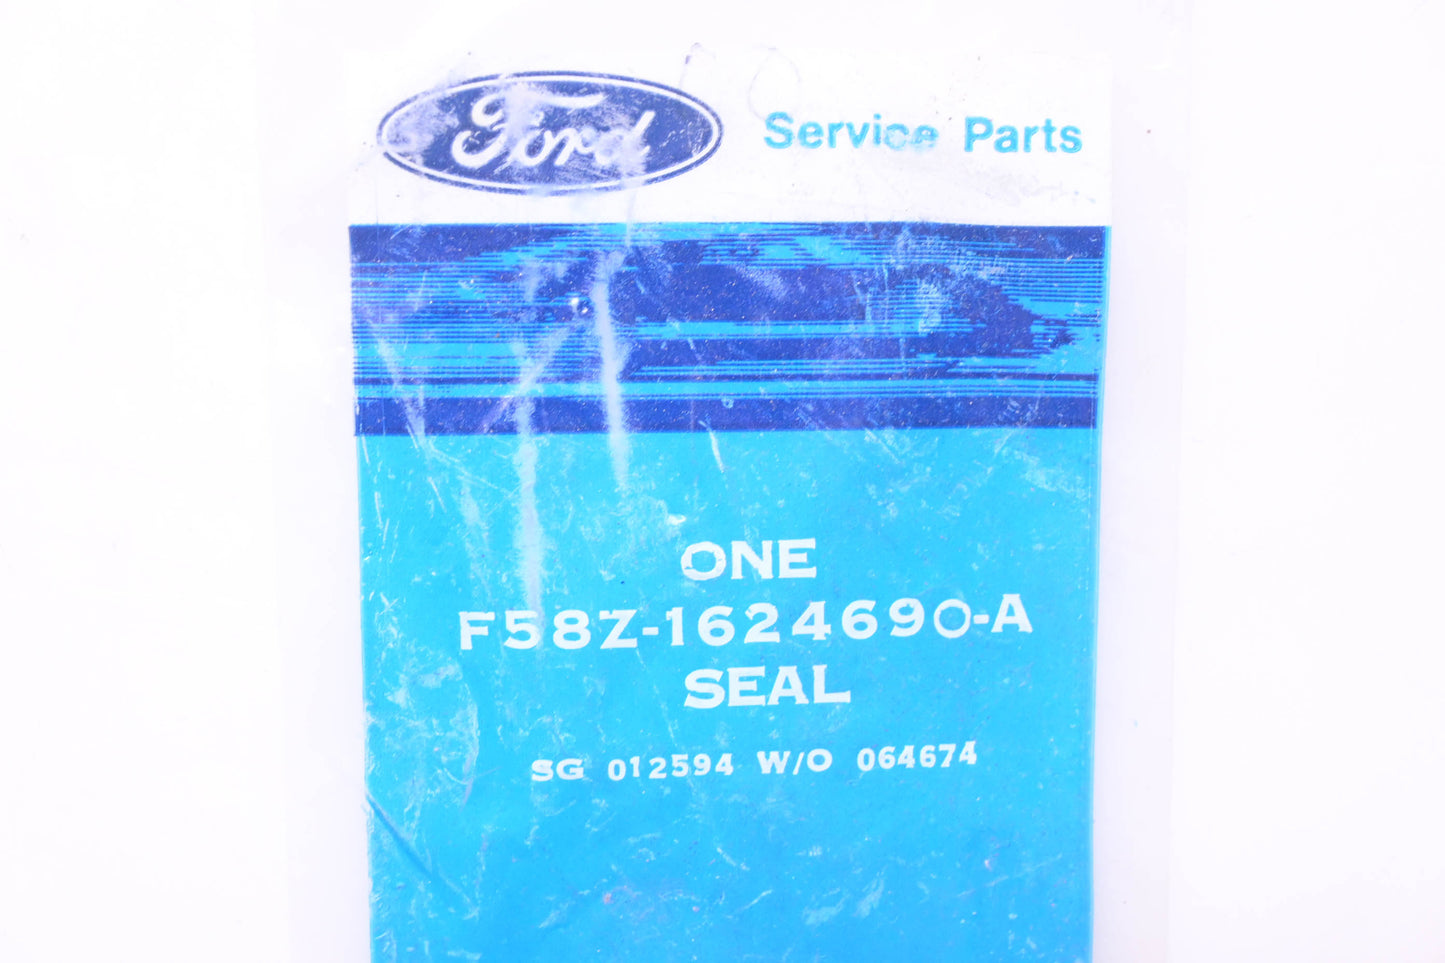 Ford
Service Parts
ONE
F58Z-1624690-A
SEAL
SG 012594 W/O 064674